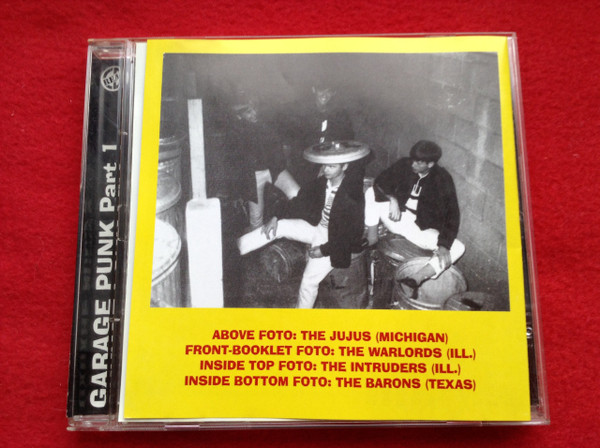 GARAGE PUNK Part 1
ABOVE FOTO: THE JUJUS (MICHIGAN)
FRONT-BOOKLET FOTO: THE WARLORDS (ILL.)
INSIDE TOP FOTO: THE INTRUDERS (ILL.)
INSIDE BOTTOM FOTO: THE BARONS (TEXAS)